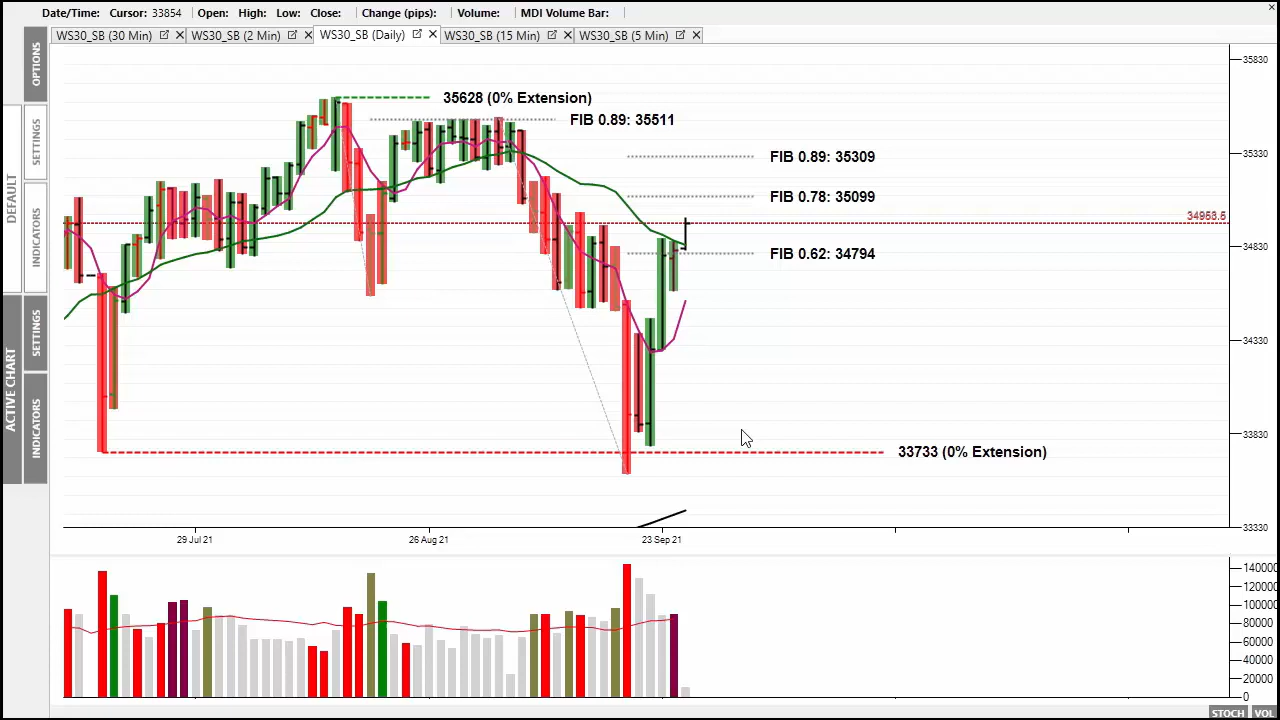 Date/Time: Cursor: 33854 Open: High: Low: Close: Change (pips): Volume: MDI Volume Bar:
WS30_SB (30 Min) WS30_SB (2 Min) WS30_SB (Daily) WS30_SB (15 Min) WS30_SB (5 Min)
OPTIONS
SETTINGS
DEFAULT
INDICATORS
SETTINGS
ACTIVE CHART
INDICATORS
35830
35628 (0% Extension)
FIB 0.89: 35511
35330
FIB 0.89: 35309
FIB 0.78: 35099
34953.5
34830
FIB 0.62: 34794
34330
33830
33733 (0% Extension)
33330
29 Jul 21 26 Aug 21 23 Sep 21
140000
120000
100000
80000
60000
40000
20000
0
STOCH VOL